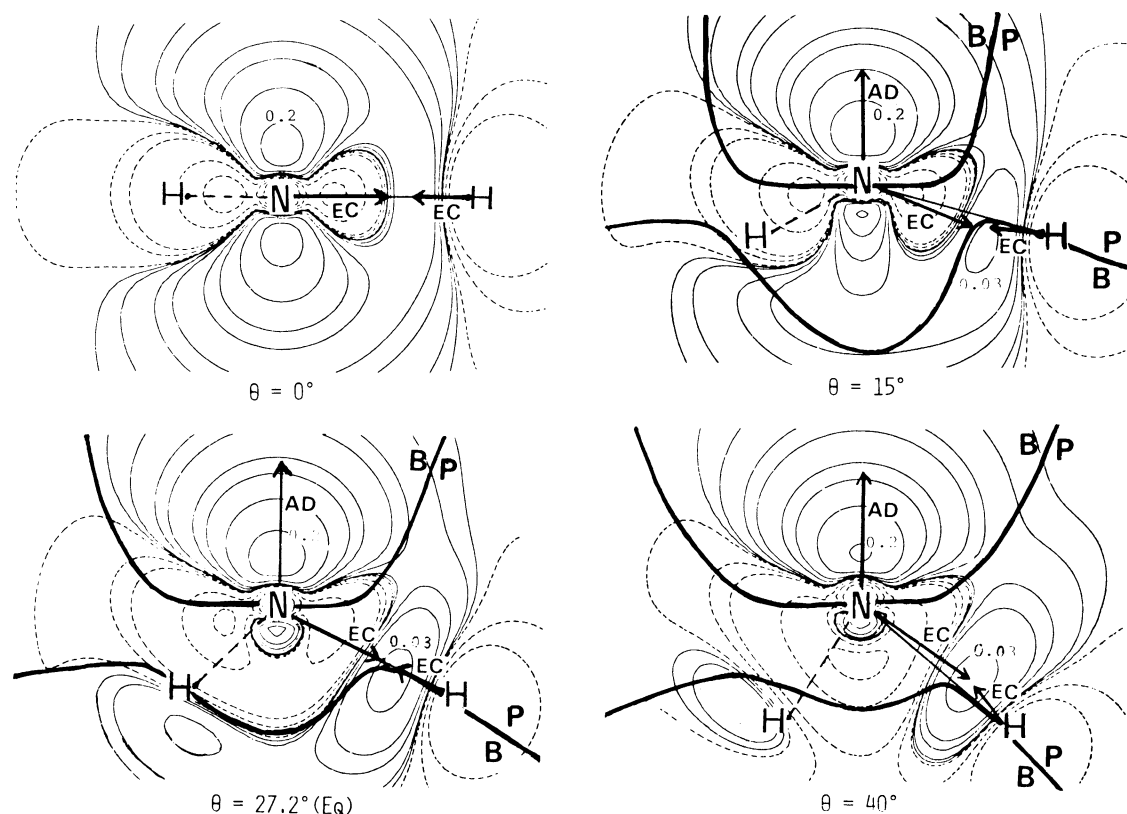 0.2
H N H
EC EC
θ = 0°
B P
AD
0.2
N
H EC EC H P
B
0.03
θ = 15°
B P
AD
N
EC 0.03
H EC H
P
B
θ = 27.2° (EQ)
B P
AD
0.2
N
EC
0.03
EC
H H
P
B
θ = 40°